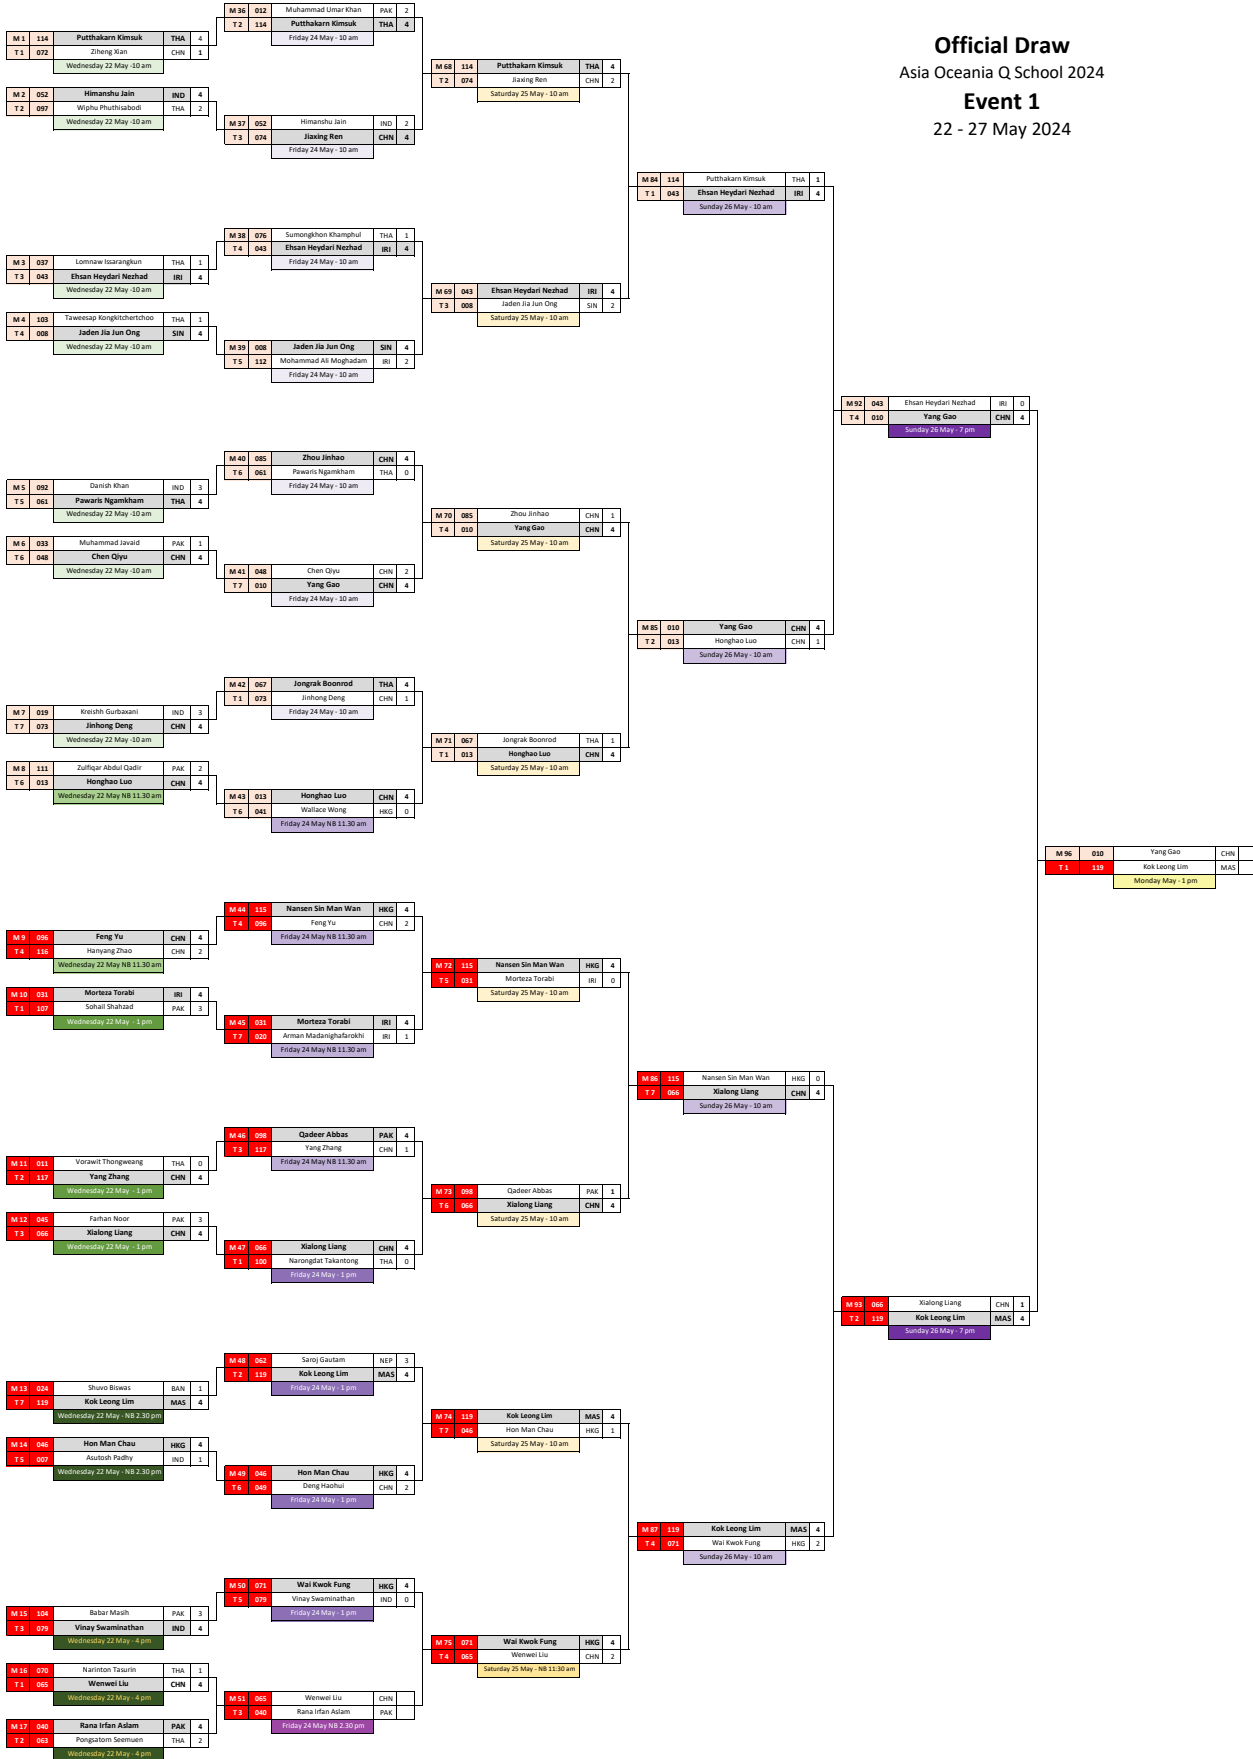 Official Draw
Asia Oceania Q School 2024
Event 1
22 - 27 May 2024
M 1 114 Putthakarn Kimsuk THA 4
T 1 072 Ziheng Xian CHN 1
Wednesday 22 May -10 am
M 2 052 Himanshu Jain IND 4
T 2 097 Wiphu Phuthisabodi THA 2
Wednesday 22 May -10 am
M 3 037 Lomnaw Issarangkun THA 1
T 3 043 Ehsan Heydari Nezhad IRI 4
Wednesday 22 May -10 am
M 4 103 Taweesap Kongkitchertchoo THA 1
T 4 008 Jaden Jia Jun Ong SIN 4
Wednesday 22 May -10 am
M 5 092 Danish Khan IND 3
T 5 061 Pawaris Ngamkham THA 4
Wednesday 22 May -10 am
M 6 033 Muhammad Javaid PAK 1
T 6 048 Chen Qiyu CHN 4
Wednesday 22 May -10 am
M 7 019 Kreishh Gurbaxani IND 3
T 7 073 Jinhong Deng CHN 4
Wednesday 22 May -10 am
M 8 111 Zulfiqar Abdul Qadir PAK 2
T 6 013 Honghao Luo CHN 4
Wednesday 22 May NB 11.30 am
M 9 096 Feng Yu CHN 4
T 4 116 Hanyang Zhao CHN 2
Wednesday 22 May NB 11.30 am
M 10 031 Morteza Torabi IRI 4
T 1 107 Sohail Shahzad PAK 3
Wednesday 22 May - 1 pm
M 11 011 Vorawit Thongweang THA 0
T 2 117 Yang Zhang CHN 4
Wednesday 22 May - 1 pm
M 12 045 Farhan Noor PAK 3
T 3 066 Xialong Liang CHN 4
Wednesday 22 May - 1 pm
M 13 024 Shuvo Biswas BAN 1
T 7 119 Kok Leong Lim MAS 4
Wednesday 22 May - NB 2.30 pm
M 14 046 Hon Man Chau HKG 4
T 5 007 Asutosh Padhy IND 1
Wednesday 22 May - NB 2.30 pm
M 15 104 Babar Masih PAK 3
T 3 079 Vinay Swaminathan IND 4
Wednesday 22 May - 4 pm
M 16 070 Narinton Tasurin THA 1
T 1 065 Wenwei Liu CHN 4
Wednesday 22 May - 4 pm
M 17 040 Rana Irfan Aslam PAK 4
T 2 063 Pongsatorn Seemuen THA 2
Wednesday 22 May - 4 pm
M 36 012 Muhammad Umar Khan PAK 2
T 2 114 Putthakarn Kimsuk THA 4
Friday 24 May - 10 am
M 37 052 Himanshu Jain IND 2
T 3 074 Jiaxing Ren CHN 4
Friday 24 May - 10 am
M 38 076 Sumongkhon Khamphul THA 1
T 4 043 Ehsan Heydari Nezhad IRI 4
Friday 24 May - 10 am
M 39 008 Jaden Jia Jun Ong SIN 4
T 5 112 Mohammad Ali Moghadam IRI 2
Friday 24 May - 10 am
M 40 085 Zhou Jinhao CHN 4
T 6 061 Pawaris Ngamkham THA 0
Friday 24 May - 10 am
M 41 048 Chen Qiyu CHN 2
T 7 010 Yang Gao CHN 4
Friday 24 May - 10 am
M 42 067 Jongrak Boonrod THA 4
T 1 073 Jinhong Deng CHN 1
Friday 24 May - 10 am
M 43 013 Honghao Luo CHN 4
T 6 041 Wallace Wong HKG 0
Friday 24 May NB 11.30 am
M 44 115 Nansen Sin Man Wan HKG 4
T 4 096 Feng Yu CHN 2
Friday 24 May NB 11.30 am
M 45 031 Morteza Torabi IRI 4
T 7 020 Arman Madanighafarokhi IRI 1
Friday 24 May NB 11.30 am
M 46 098 Qadeer Abbas PAK 4
T 3 117 Yang Zhang CHN 1
Friday 24 May NB 11.30 am
M 47 066 Xialong Liang CHN 4
T 1 100 Narongdat Takantong THA 0
Friday 24 May - 1 pm
M 48 062 Saroj Gautam NEP 3
T 2 119 Kok Leong Lim MAS 4
Friday 24 May - 1 pm
M 49 046 Hon Man Chau HKG 4
T 6 049 Deng Haohui CHN 2
Friday 24 May - 1 pm
M 50 071 Wai Kwok Fung HKG 4
T 5 079 Vinay Swaminathan IND 0
Friday 24 May - 1 pm
M 51 065 Wenwei Liu CHN
T 3 040 Rana Irfan Aslam PAK
Friday 24 May NB 2.30 pm
M 68 114 Putthakarn Kimsuk THA 4
T 2 074 Jiaxing Ren CHN 2
Saturday 25 May - 10 am
M 69 043 Ehsan Heydari Nezhad IRI 4
T 3 008 Jaden Jia Jun Ong SIN 2
Saturday 25 May - 10 am
M 70 085 Zhou Jinhao CHN 1
T 4 010 Yang Gao CHN 4
Saturday 25 May - 10 am
M 71 067 Jongrak Boonrod THA 1
T 1 013 Honghao Luo CHN 4
Saturday 25 May - 10 am
M 72 115 Nansen Sin Man Wan HKG 4
T 5 031 Morteza Torabi IRI 0
Saturday 25 May - 10 am
M 73 098 Qadeer Abbas PAK 1
T 6 066 Xialong Liang CHN 4
Saturday 25 May - 10 am
M 74 119 Kok Leong Lim MAS 4
T 7 046 Hon Man Chau HKG 1
Saturday 25 May - 10 am
M 75 071 Wai Kwok Fung HKG 4
T 4 065 Wenwei Liu CHN 2
Saturday 25 May - NB 11:30 am
M 84 114 Putthakarn Kimsuk THA 1
T 1 043 Ehsan Heydari Nezhad IRI 4
Sunday 26 May - 10 am
M 85 010 Yang Gao CHN 4
T 2 013 Honghao Luo CHN 1
Sunday 26 May - 10 am
M 86 115 Nansen Sin Man Wan HKG 0
T 7 066 Xialong Liang CHN 4
Sunday 26 May - 10 am
M 87 119 Kok Leong Lim MAS 4
T 4 071 Wai Kwok Fung HKG 2
Sunday 26 May - 10 am
M 92 043 Ehsan Heydari Nezhad IRI 0
T 4 010 Yang Gao CHN 4
Sunday 26 May - 7 pm
M 93 066 Xialong Liang CHN 1
T 2 119 Kok Leong Lim MAS 4
Sunday 26 May - 7 pm
M 96 010 Yang Gao CHN
T 1 119 Kok Leong Lim MAS
Monday May - 1 pm